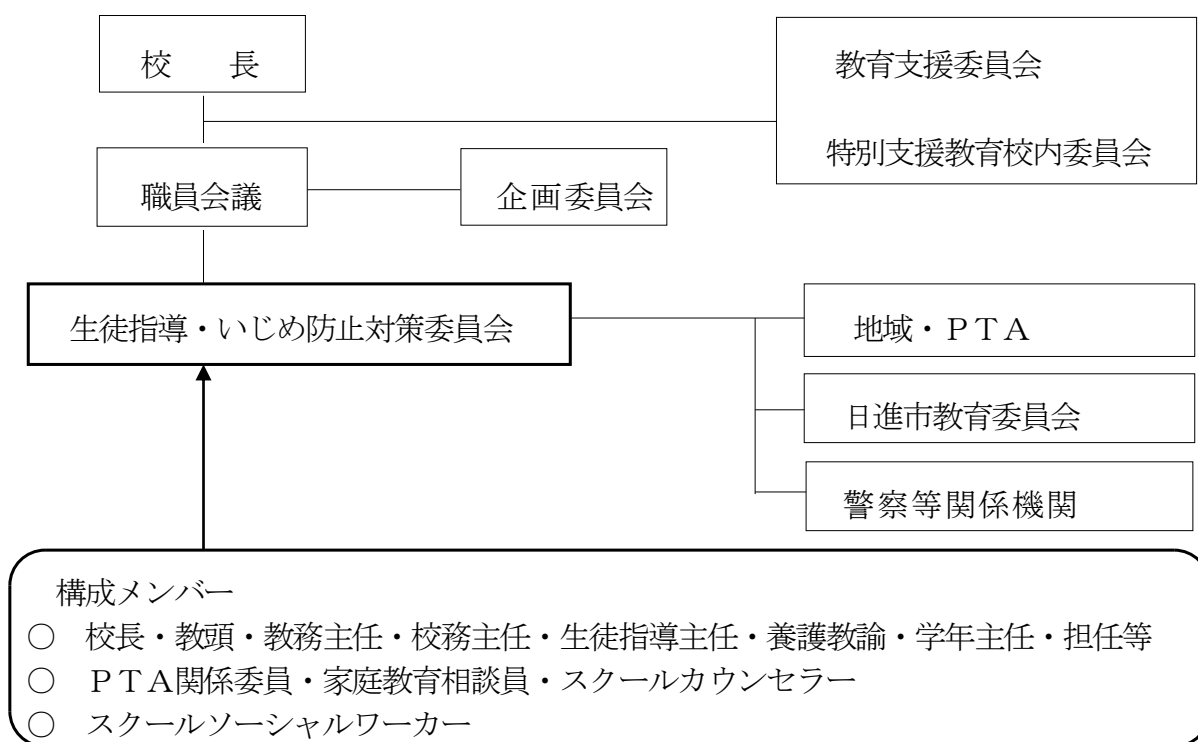 校　長
教育支援委員会
特別支援教育校内委員会
職員会議
企画委員会
生徒指導・いじめ防止対策委員会
地域・ＰＴＡ
日進市教育委員会
警察等関係機関
構成メンバー
○　校長・教頭・教務主任・校務主任・生徒指導主任・養護教諭・学年主任・担任等
○　ＰＴＡ関係委員・家庭教育相談員・スクールカウンセラー
○　スクールソーシャルワーカー